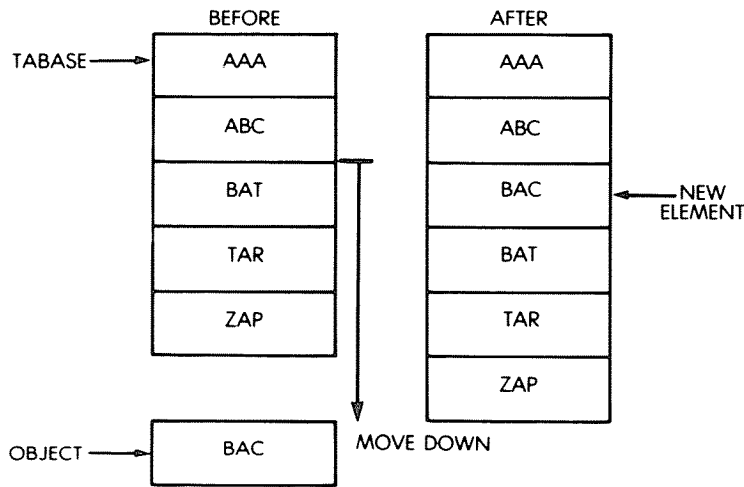 BEFORE
TABASE
AAA
ABC
BAT
TAR
ZAP
MOVE DOWN
OBJECT
BAC
AFTER
AAA
ABC
BAC
BAT
TAR
ZAP
NEW
ELEMENT